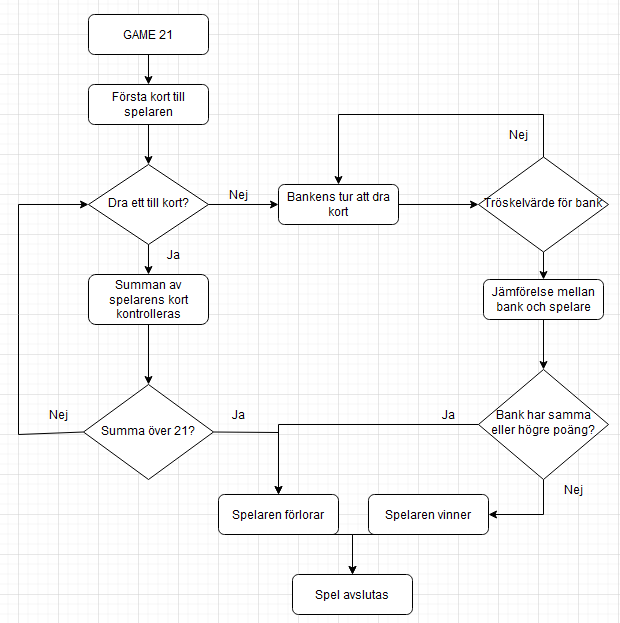 GAME 21
Första kort till
spelaren
Nej
Dra ett till kort?
Nej
Bankens tur att dra
kort
Tröskelvärde för bank
Ja
Summan av
spelarens kort
kontrolleras
Jämförelse mellan
bank och spelare
Nej
Summa över 21?
Ja
Ja
Bank har samma
eller högre poäng?
Nej
Spelaren förlorar
Spelaren vinner
Spel avslutas